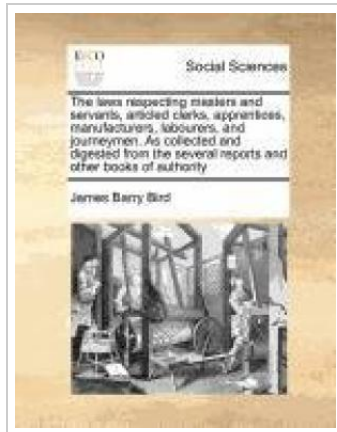 ECCO
Social Sciences
The laws respecting masters and
servants, articled clerks, apprentices,
manufacturers, labourers, and
journeymen. As collected and
digested from the several reports and
other books of authority
James Barry Bird